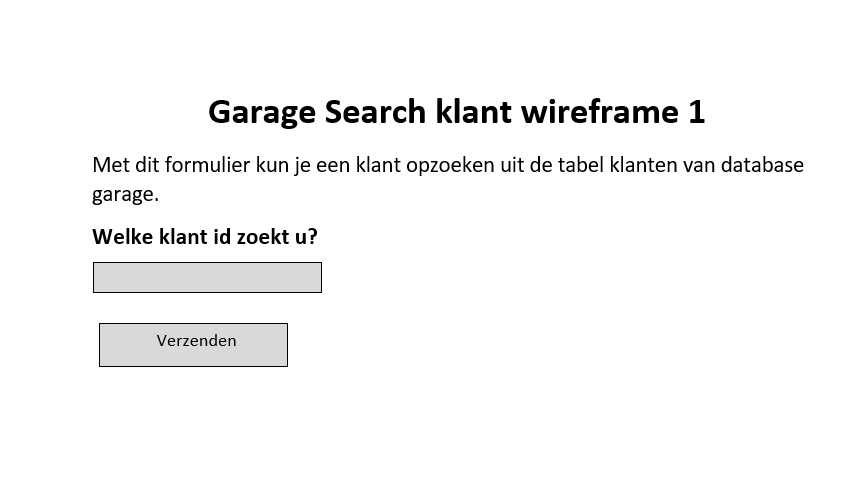 Garage Search klant wireframe 1
Met dit formulier kun je een klant opzoeken uit de tabel klanten van database
garage.
Welke klant id zoekt u?
Verzenden